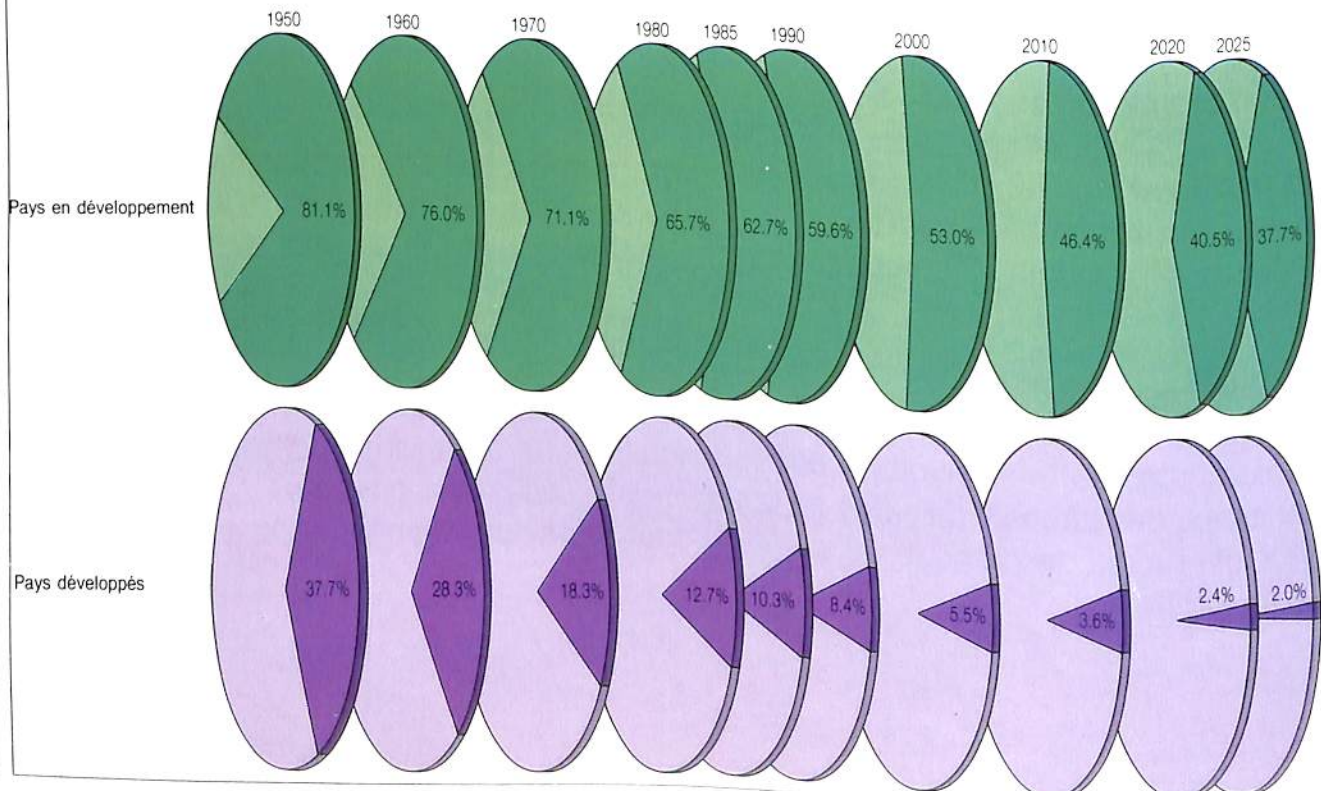 1950 1960 1970 1980 1985 1990 2000 2010 2020 2025
Pays en développement 81.1% 76.0% 71.1% 65.7% 62.7% 59.6% 53.0% 46.4% 40.5% 37.7%
Pays développés 37.7% 28.3% 18.3% 12.7% 10.3% 8.4% 5.5% 3.6% 2.4% 2.0%